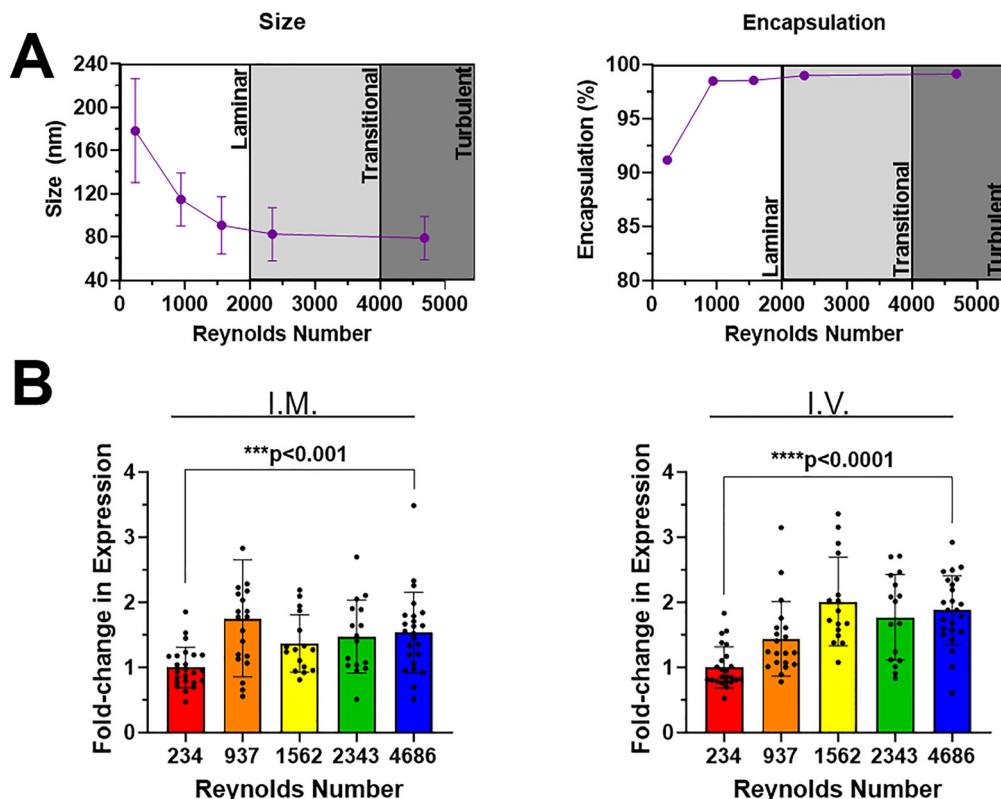 A
Size
Size (nm)
240
200
160
120
80
40
Laminar
Transitional
Turbulent
0
1000
2000
3000
4000
5000
Reynolds Number
Encapsulation
Encapsulation (%)
100
95
90
85
80
Laminar
Transitional
Turbulent
0
1000
2000
3000
4000
5000
Reynolds Number
B
I.M.
***p<0.001
Fold-change in Expression
4
3
2
1
0
234
937
1562
2343
4686
Reynolds Number
I.V.
****p<0.0001
Fold-change in Expression
4
3
2
1
0
234
937
1562
2343
4686
Reynolds Number